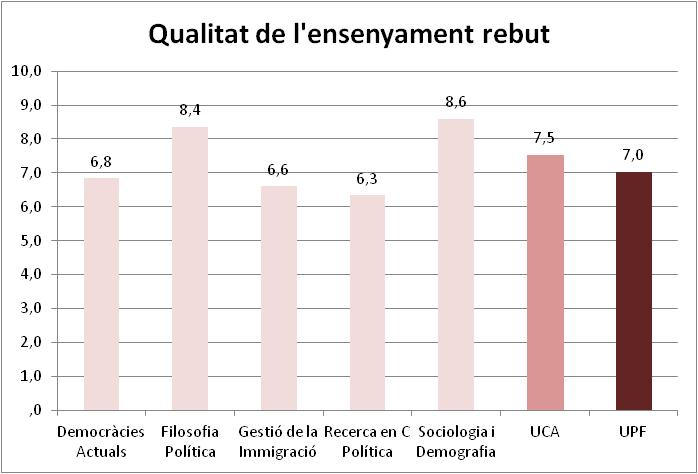 Qualitat de l'ensenyament rebut
10,0
9,0
8,0
7,0
6,0
5,0
4,0
3,0
2,0
1,0
,0
6,8
8,4
6,6
6,3
8,6
7,5
7,0
Democràcies
Actuals
Filosofia
Política
Gestió de la
Immigració
Recerca en C
Política
Sociologia i
Demografia
UCA
UPF